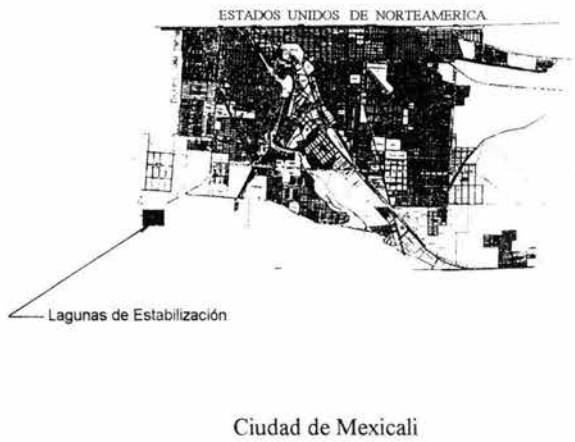 ESTADOS UNIDOS DE NORTEAMERICA
Lagunas de Estabilización
Ciudad de Mexicali